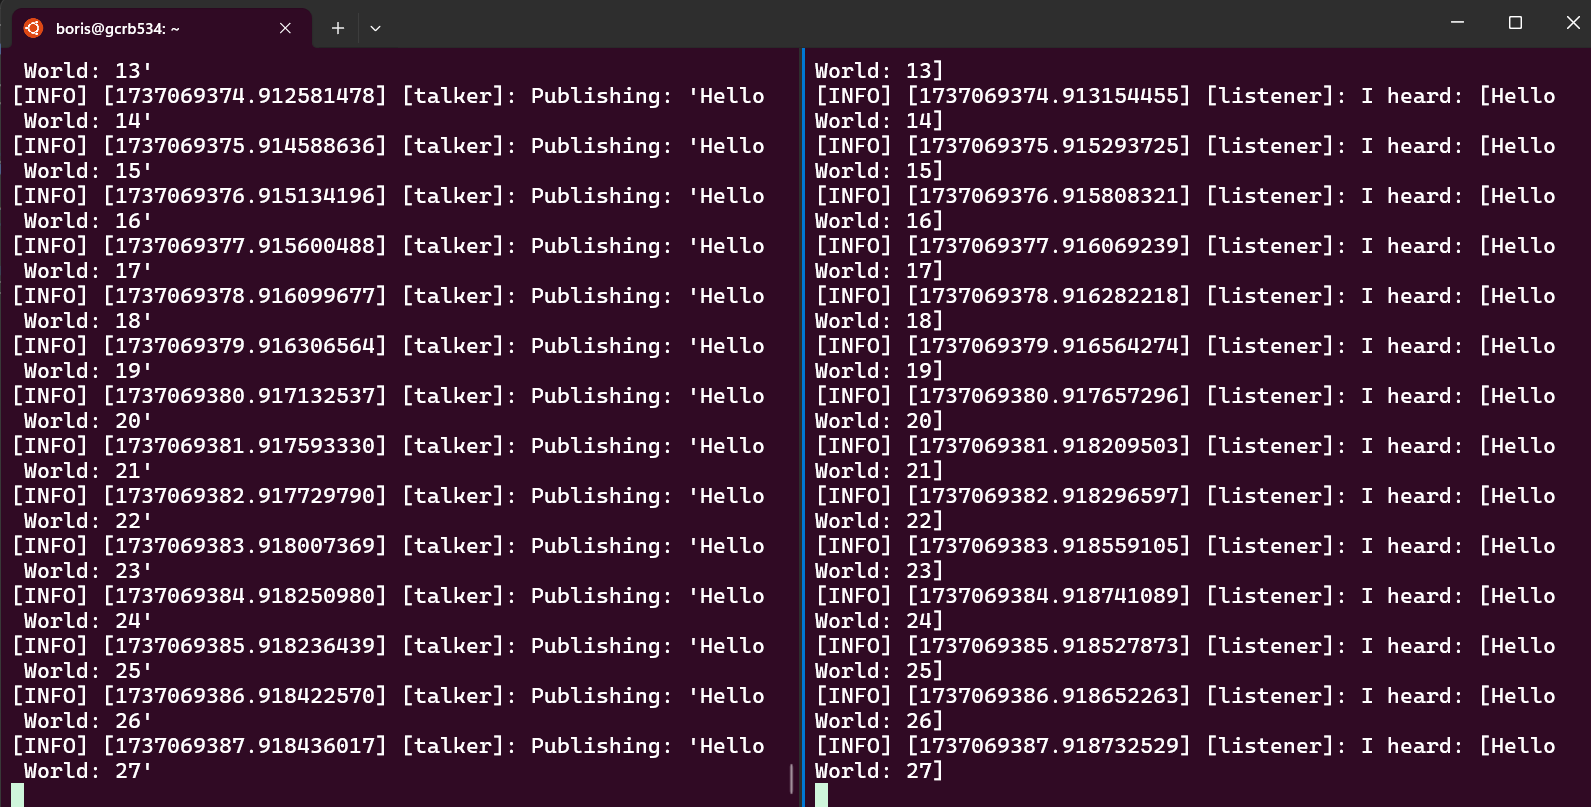 boris@gcrb534: ~
World: 13'
[INFO] [1737069374.912581478] [talker]: Publishing: 'Hello
World: 14'
[INFO] [1737069375.914588636] [talker]: Publishing: 'Hello
World: 15'
[INFO] [1737069376.915134196] [talker]: Publishing: 'Hello
World: 16'
[INFO] [1737069377.915600488] [talker]: Publishing: 'Hello
World: 17'
[INFO] [1737069378.916099677] [talker]: Publishing: 'Hello
World: 18'
[INFO] [1737069379.916306564] [talker]: Publishing: 'Hello
World: 19'
[INFO] [1737069380.917132537] [talker]: Publishing: 'Hello
World: 20'
[INFO] [1737069381.917593330] [talker]: Publishing: 'Hello
World: 21'
[INFO] [1737069382.917729790] [talker]: Publishing: 'Hello
World: 22'
[INFO] [1737069383.918007369] [talker]: Publishing: 'Hello
World: 23'
[INFO] [1737069384.918250980] [talker]: Publishing: 'Hello
World: 24'
[INFO] [1737069385.918236439] [talker]: Publishing: 'Hello
World: 25'
[INFO] [1737069386.918422570] [talker]: Publishing: 'Hello
World: 26'
[INFO] [1737069387.918436017] [talker]: Publishing: 'Hello
World: 27'
World: 13]
[INFO] [1737069374.913154455] [listener]: I heard: [Hello
World: 14]
[INFO] [1737069375.915293725] [listener]: I heard: [Hello
World: 15]
[INFO] [1737069376.915808321] [listener]: I heard: [Hello
World: 16]
[INFO] [1737069377.916069239] [listener]: I heard: [Hello
World: 17]
[INFO] [1737069378.916282218] [listener]: I heard: [Hello
World: 18]
[INFO] [1737069379.916564274] [listener]: I heard: [Hello
World: 19]
[INFO] [1737069380.917657296] [listener]: I heard: [Hello
World: 20]
[INFO] [1737069381.918209503] [listener]: I heard: [Hello
World: 21]
[INFO] [1737069382.918296597] [listener]: I heard: [Hello
World: 22]
[INFO] [1737069383.918559105] [listener]: I heard: [Hello
World: 23]
[INFO] [1737069384.918741089] [listener]: I heard: [Hello
World: 24]
[INFO] [1737069385.918527873] [listener]: I heard: [Hello
World: 25]
[INFO] [1737069386.918652263] [listener]: I heard: [Hello
World: 26]
[INFO] [1737069387.918732529] [listener]: I heard: [Hello
World: 27]